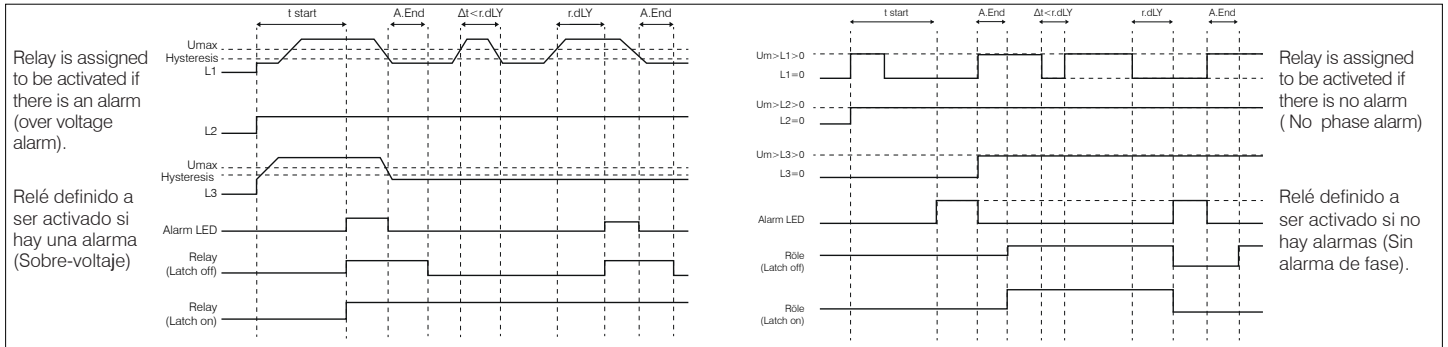 Relay is assigned
to be activated if
there is an alarm
(over voltage
alarm).
Relé definido a
ser activado si
hay una alarma
(Sobre-voltaje)
t start
A.End
Δt<r.dLY
r.dLY
A.End
Umax
Hysteresis
L1
L2
Umax
Hysteresis
L3
Alarm LED
Relay
(Latch off)
Relay
(Latch on)
t start
A.End
Δt<r.dLY
r.dLY
A.End
Um>L1>0
L1=0
Um>L2>0
L2=0
Um>L3>0
L3=0
Alarm LED
Röle
(Latch off)
Röle
(Latch on)
Relay is assigned
to be activeted if
there is no alarm
( No phase alarm)
Relé definido a
ser activado si no
hay alarmas (Sin
alarma de fase).